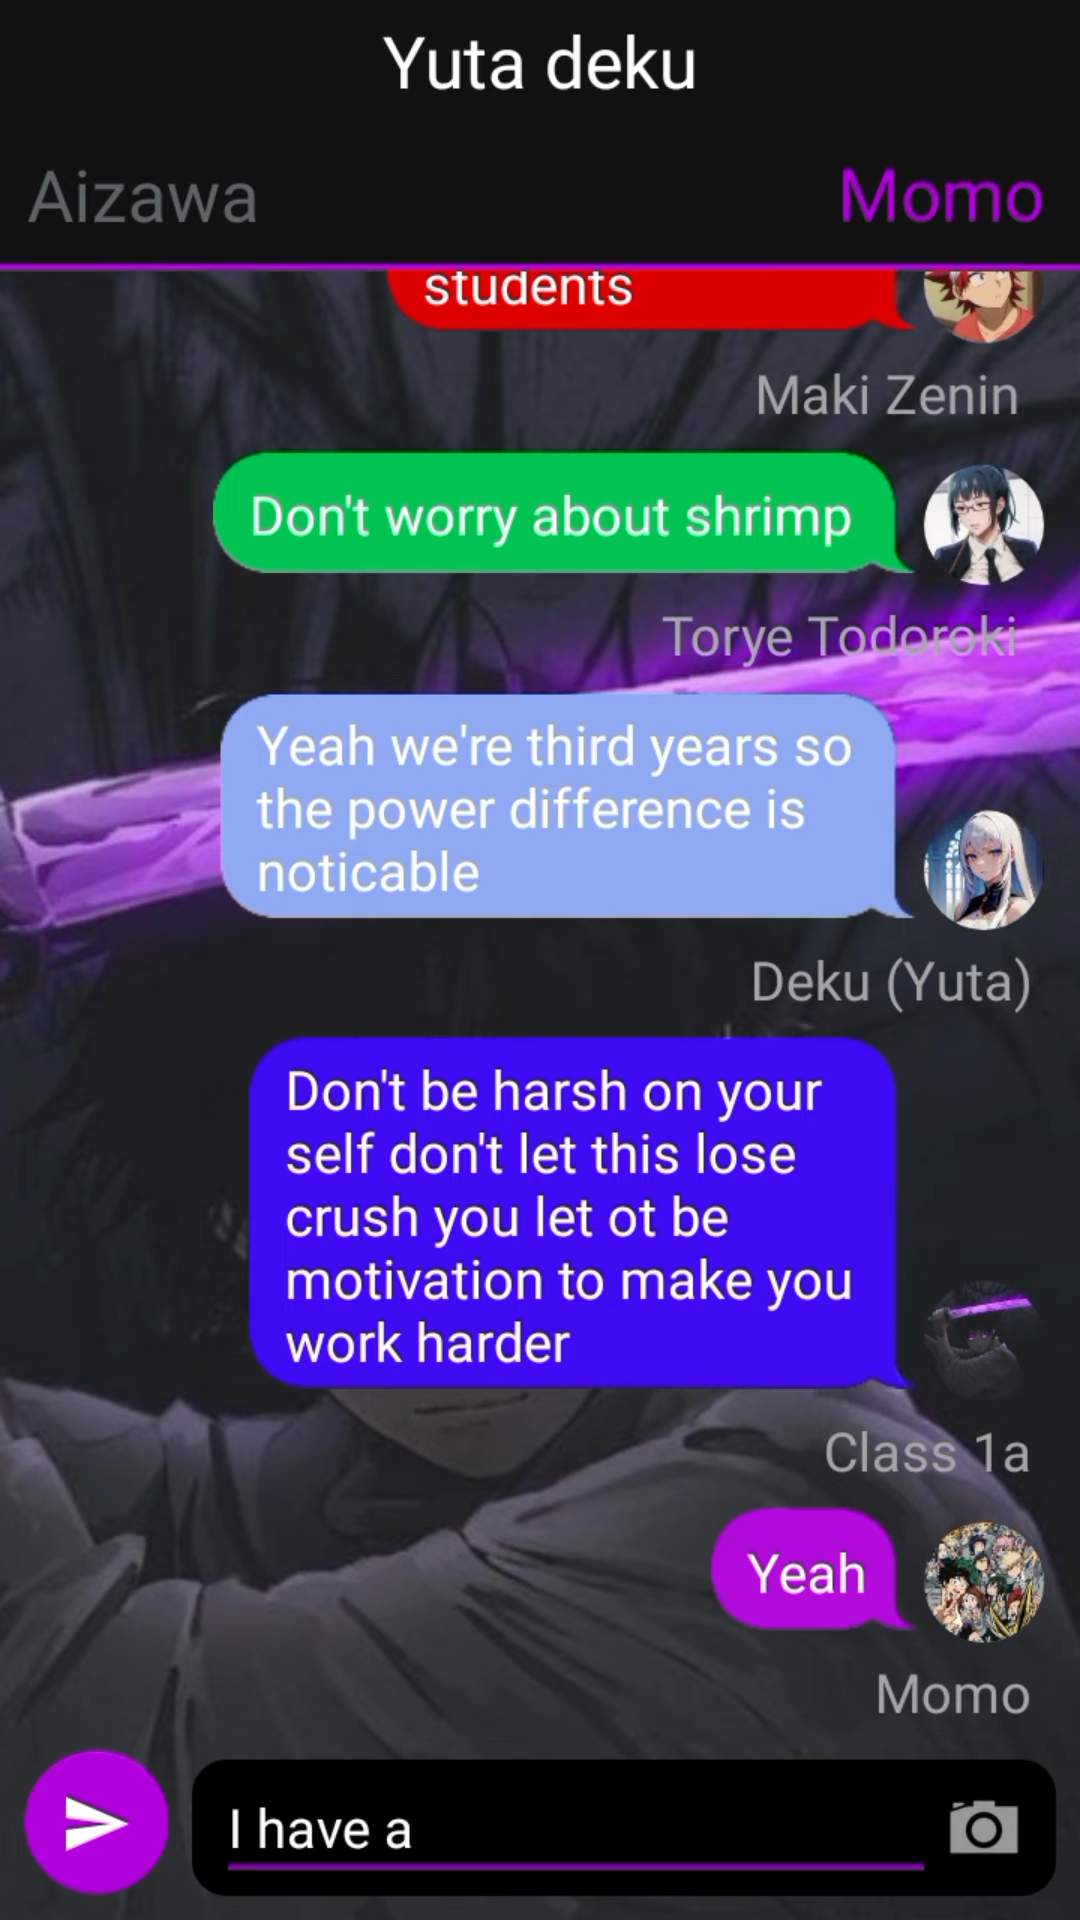 Yuta deku
Aizawa
Momo
students
Maki Zenin
Don't worry about shrimp
Torye Todoroki
Yeah we're third years so
the power difference is
noticable
Deku (Yuta)
Don't be harsh on your
self don't let this lose
crush you let ot be
motivation to make you
work harder
Class 1a
Yeah
Momo
I have a